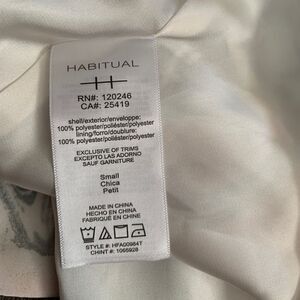 HABITUAL
RN#: 120246
CA#: 25419
shell/exterior/enveloppe:
100% polyester/poliéster/polyester
lining/forro/doublure:
100% polyester/poliéster/polyester
EXCLUSIVE OF TRIMS
EXCEPTO LAS ADORNO
SAUF GARNITURE
Small
Chica
Petit
MADE IN CHINA
HECHO EN CHINA
FABRIQUÉ EN CHINE
STYLE #: HFA00984T
CHINT #: 1065928